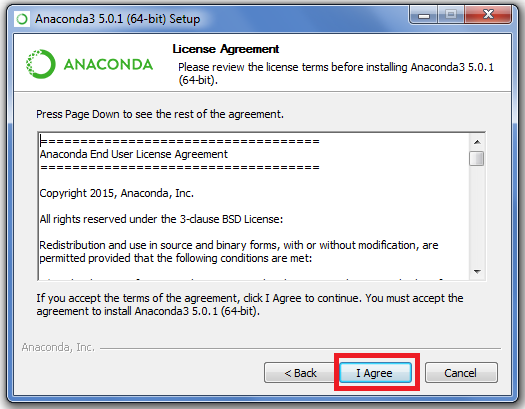 Anaconda3 5.0.1 (64-bit) Setup
ANACONDA
License Agreement
Please review the license terms before installing Anaconda3 5.0.1
(64-bit).
Press Page Down to see the rest of the agreement.
====================================
Anaconda End User License Agreement
====================================
Copyright 2015, Anaconda, Inc.
All rights reserved under the 3-clause BSD License:
Redistribution and use in source and binary forms, with or without modification, are
permitted provided that the following conditions are met:
If you accept the terms of the agreement, click I Agree to continue. You must accept the
agreement to install Anaconda3 5.0.1 (64-bit).
Anaconda, Inc.
< Back
I Agree
Cancel